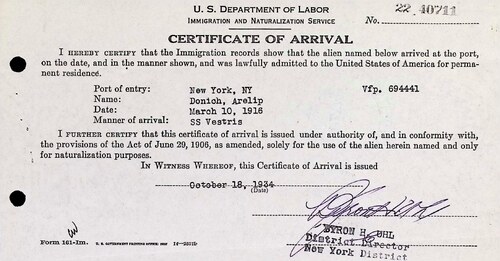 U. S. DEPARTMENT OF LABOR
IMMIGRATION AND NATURALIZATION SERVICE
No. 22 40711
CERTIFICATE OF ARRIVAL
I HEREBY CERTIFY that the Immigration records show that the alien named below arrived at the port,
on the date, and in the manner shown, and was lawfully admitted to the United States of America for perma-
nent residence.
Port of entry: New York, NY Vfp. 694441
Name: Donich, Arelip
Date: March 10, 1916
Manner of arrival: SS Vestris
I FURTHER CERTIFY that this certificate of arrival is issued under authority of, and in conformity with,
the provisions of the Act of June 29, 1906, as amended, solely for the use of the alien herein named and only
for naturalization purposes.
IN WITNESS WHEREOF, this Certificate of Arrival is issued
October 18, 1934
(Date)
BYRON H. UHL
District Director
New York District
Form 161-Im. U. S. GOVERNMENT PRINTING OFFICE